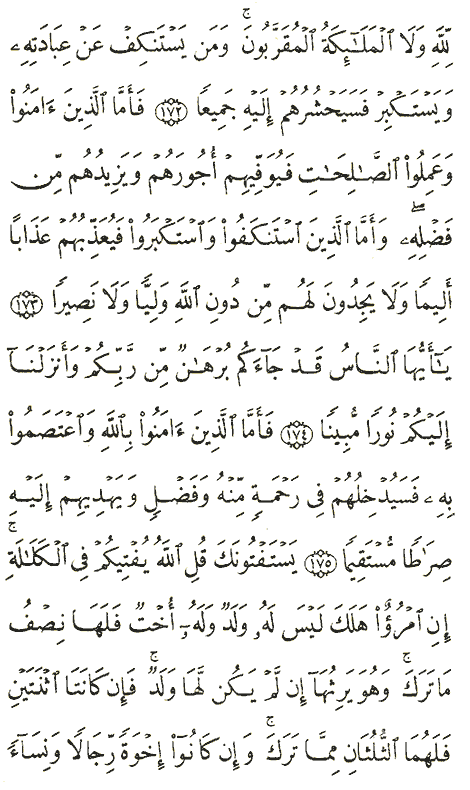 لِّلَّهِ وَلَا ٱلْمَلَـٰٓئِكَةُ ٱلْمُقَرَّبُونَ ۚ وَمَن يَسْتَنكِفْ عَنْ عِبَادَتِهِۦ
وَيَسْتَكْبِرْ فَسَيَحْشُرُهُمْ إِلَيْهِ جَمِيعًا ١٧٢ فَأَمَّا ٱلَّذِينَ ءَامَنُوا۟
وَعَمِلُوا۟ ٱلصَّـٰلِحَـٰتِ فَيُوَفِّيهِمْ أُجُورَهُمْ وَيَزِيدُهُم مِّن
فَضْلِهِۦ ۖ وَأَمَّا ٱلَّذِينَ ٱسْتَنكَفُوا۟ وَٱسْتَكْبَرُوا۟ فَيُعَذِّبُهُمْ عَذَابًا
أَلِيمًا وَلَا يَجِدُونَ لَهُم مِّن دُونِ ٱللَّهِ وَلِيًّا وَلَا نَصِيرًا ١٧٣
يَـٰٓأَيُّهَا ٱلنَّاسُ قَدْ جَآءَكُم بُرْهَـٰنٌ مِّن رَّبِّكُمْ وَأَنزَلْنَآ
إِلَيْكُمْ نُورًا مُّبِينًا ١٧٤ فَأَمَّا ٱلَّذِينَ ءَامَنُوا۟ بِٱللَّهِ وَٱعْتَصَمُوا۟
بِهِۦ فَسَيُدْخِلُهُمْ فِى رَحْمَةٍ مِّنْهُ وَفَضْلٍ وَيَهْدِيهِمْ إِلَيْهِ
صِرَٰطًا مُّسْتَقِيمًا ١٧٥ يَسْتَفْتُونَكَ قُلِ ٱللَّهُ يُفْتِيكُمْ فِى ٱلْكَلَـٰلَةِ ۚ
إِنِ ٱمْرُؤٌا۟ هَلَكَ لَيْسَ لَهُۥ وَلَدٌ وَلَهُۥٓ أُخْتٌ فَلَهَا نِصْفُ
مَا تَرَكَ ۚ وَهُوَ يَرِثُهَآ إِن لَّمْ يَكُن لَّهَا وَلَدٌ ۚ فَإِن كَانَتَا ٱثْنَتَيْنِ
فَلَهُمَا ٱلثُّلُثَانِ مِمَّا تَرَكَ ۚ وَإِن كَانُوٓا۟ إِخْوَةً رِّجَالًا وَنِسَآءً